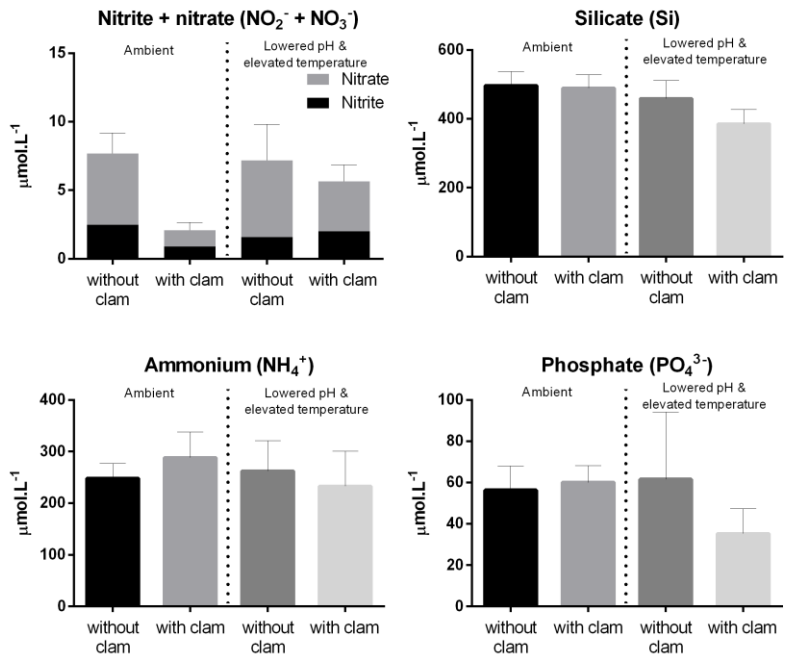 Nitrite + nitrate (NO₂⁻ + NO₃⁻)
Ambient
Lowered pH &
elevated temperature
Nitrate
Nitrite
μmol.L⁻¹
15
10
5
0
without
clam
with clam
without
clam
with clam
Silicate (Si)
Ambient
Lowered pH &
elevated temperature
μmol.L⁻¹
600
400
200
0
without
clam
with clam
without
clam
with clam
Ammonium (NH₄⁺)
Ambient
Lowered pH &
elevated temperature
μmol.L⁻¹
400
300
200
100
0
without
clam
with clam
without
clam
with clam
Phosphate (PO₄³⁻)
Ambient
Lowered pH &
elevated temperature
μmol.L⁻¹
100
80
60
40
20
0
without
clam
with clam
without
clam
with clam